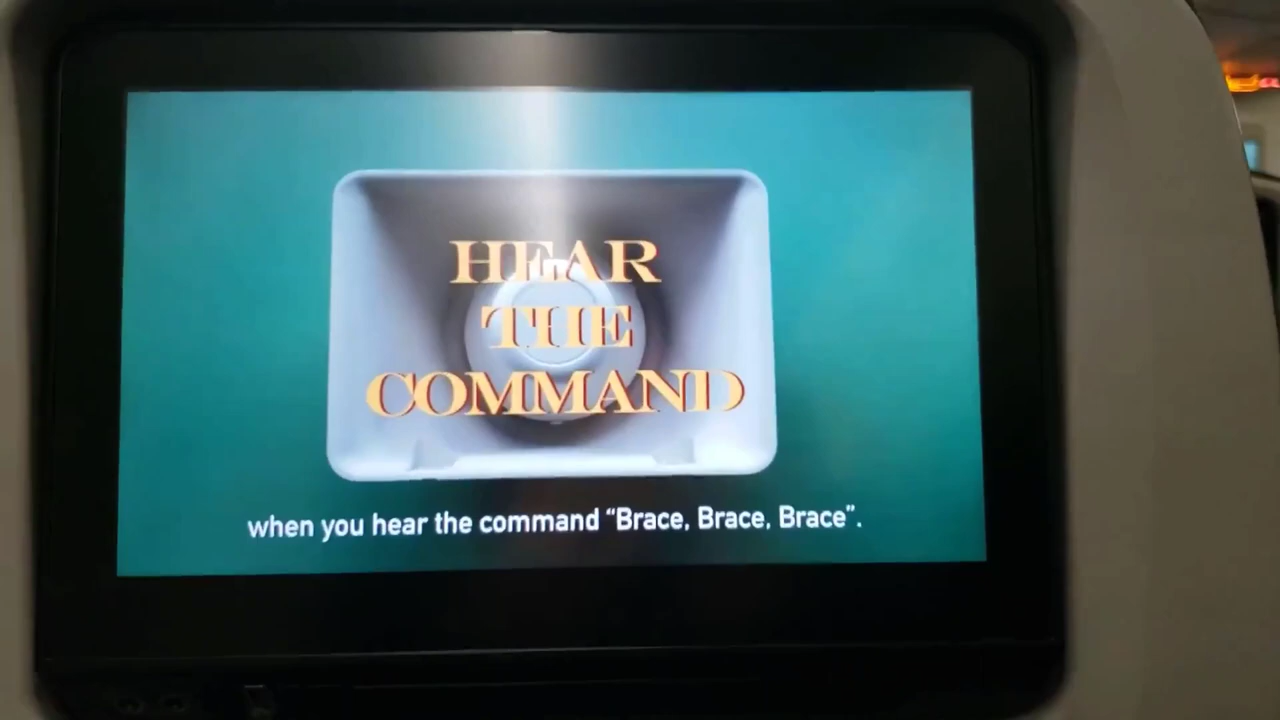 HEAR
THE
COMMAND
when you hear the command “Brace, Brace, Brace”.